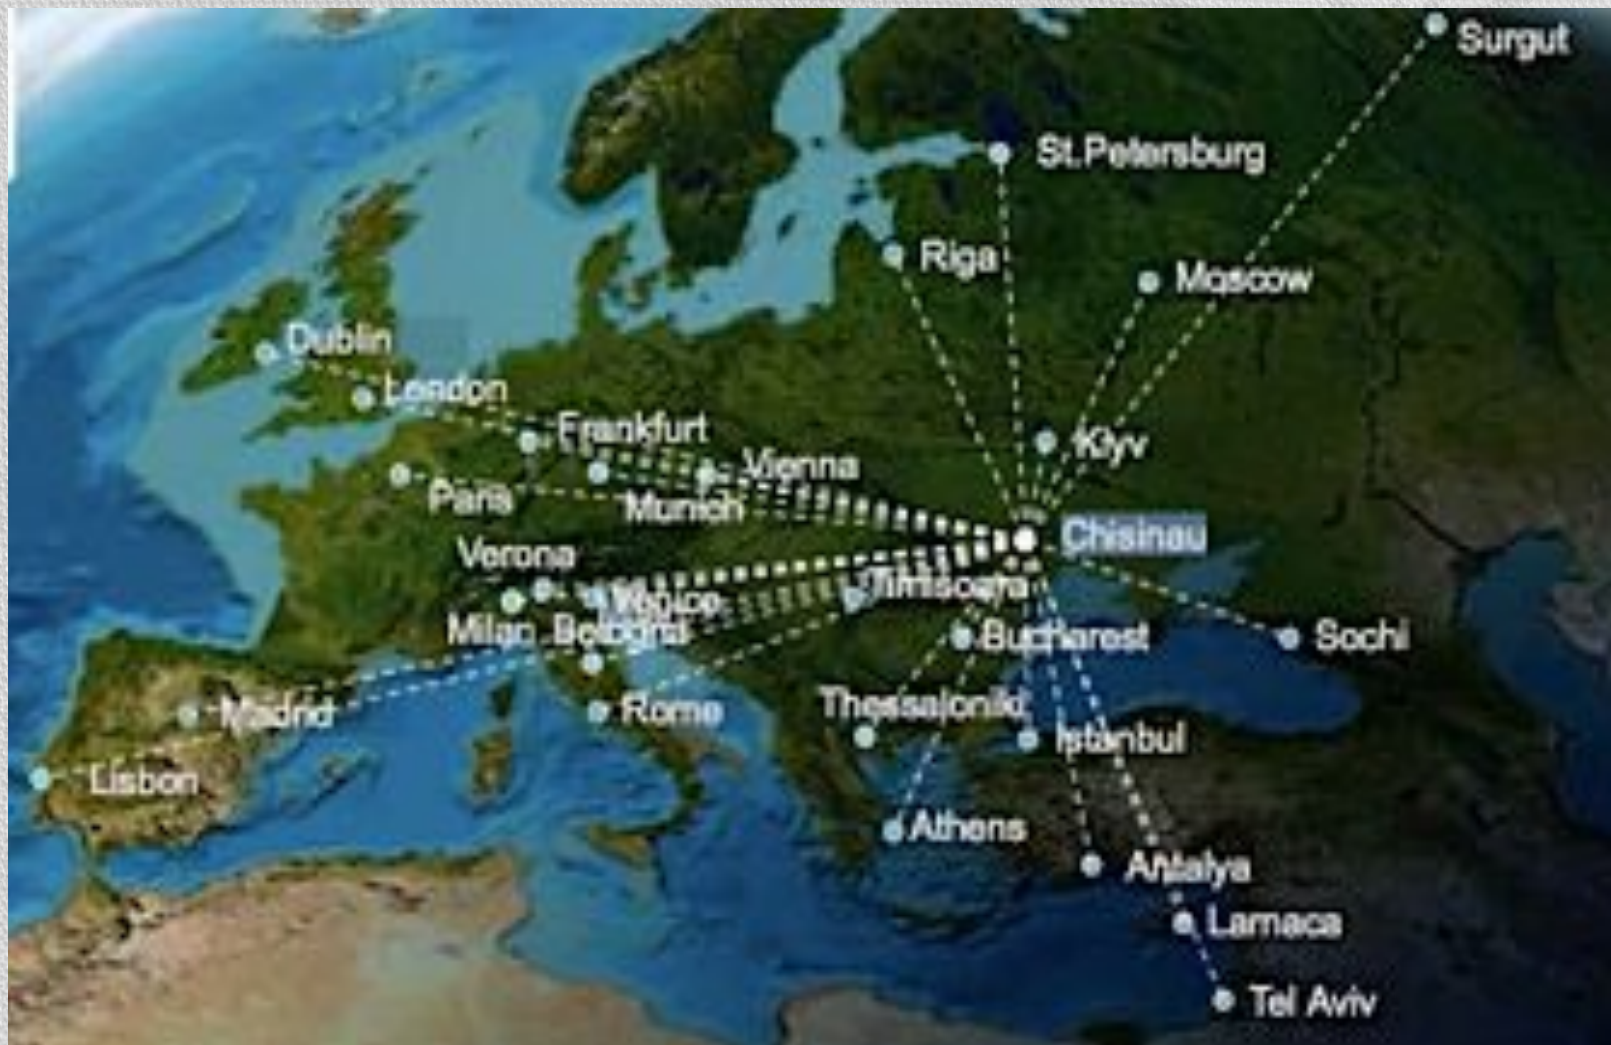 Surgut
St.Petersburg
Riga
Moscow
Dublin
London
Frankfurt
Kiyv
Vienna
Paris
Munich
Chisinau
Verona
Timisoara
Venice
Milan Bologna
Bucharest
Sochi
Madrid
Rome
Thessaloniki
Istanbul
Lisbon
Athens
Antalya
Larnaca
Tel Aviv